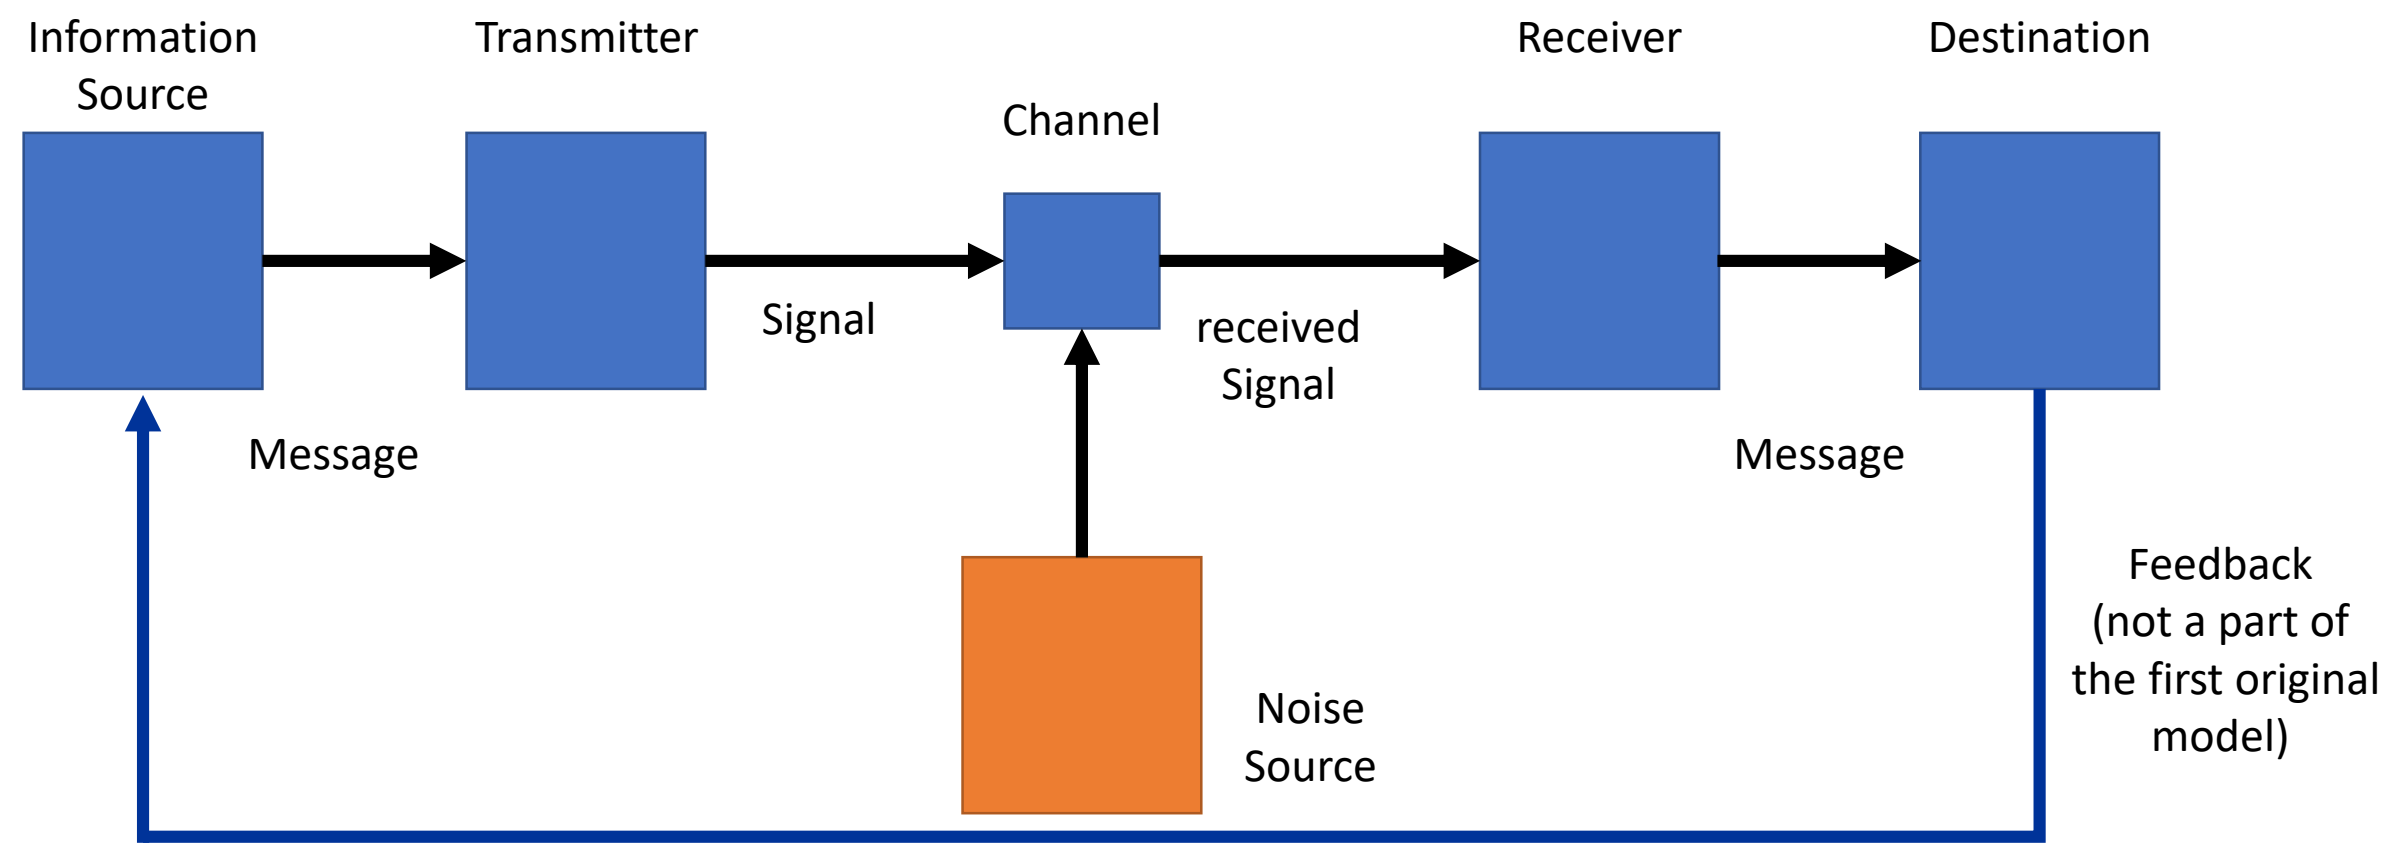 Information
Source
Transmitter
Channel
Receiver
Destination
Signal
received
Signal
Message
Message
Noise
Source
Feedback
(not a part of
the first original
model)